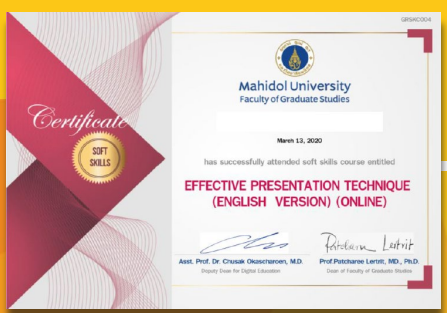 GRSAC004
Mahidol University
Faculty of Graduate Studies
Certificate
SOFT
SKILLS
March 13, 2020
has successfully attended soft skills course entitled
EFFECTIVE PRESENTATION TECHNIQUE
(ENGLISH VERSION) (ONLINE)
Asst. Prof. Dr. Chusak Okascharoen, M.D.
Deputy Dean for Digital Education
Prof.Patcharee Lertrit, MD., Ph.D.
Dean of Faculty of Graduate Studies